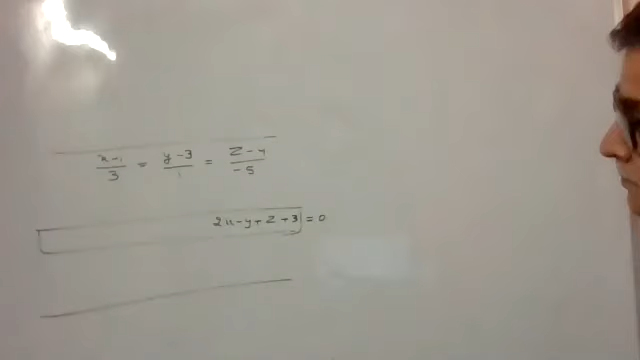 x-1/3 = y-3/1 = z-4/-5
2x-y+z+3=0